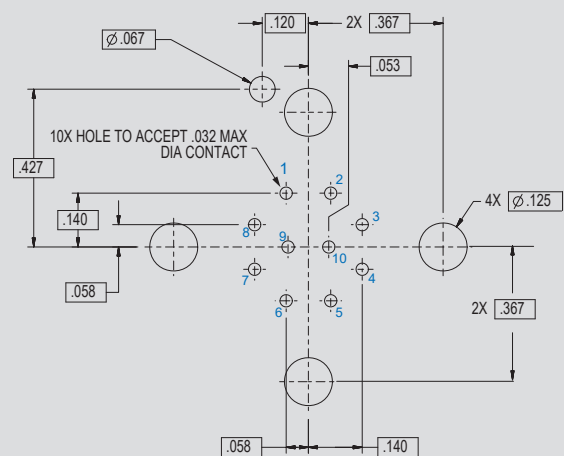 .120
2X .367
Ø.067
.053
10X HOLE TO ACCEPT .032 MAX
DIA CONTACT
.427
1
2
.140
3
4X Ø.125
8
9
10
.058
7
4
2X .367
6
5
.058
.140